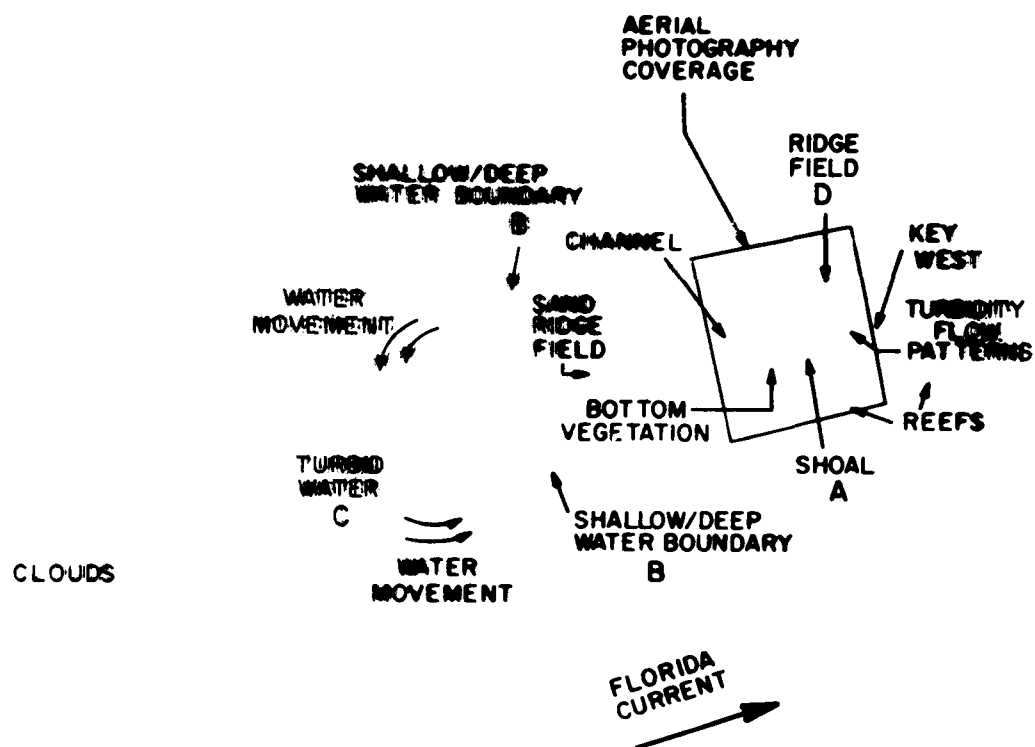 AERIAL
PHOTOGRAPHY
COVERAGE
RIDGE
FIELD
D
SHALLOW/DEEP
WATER BOUNDARY
B
CHANNEL
KEY
WEST
WATER
MOVEMENT
SAND
RIDGE
FIELD
TURBIDITY
FLOW
PATTERNS
BOTTOM
VEGETATION
REEFS
SHOAL
A
TURBID
WATER
C
SHALLOW/DEEP
WATER BOUNDARY
B
WATER
MOVEMENT
CLOUDS
FLORIDA
CURRENT